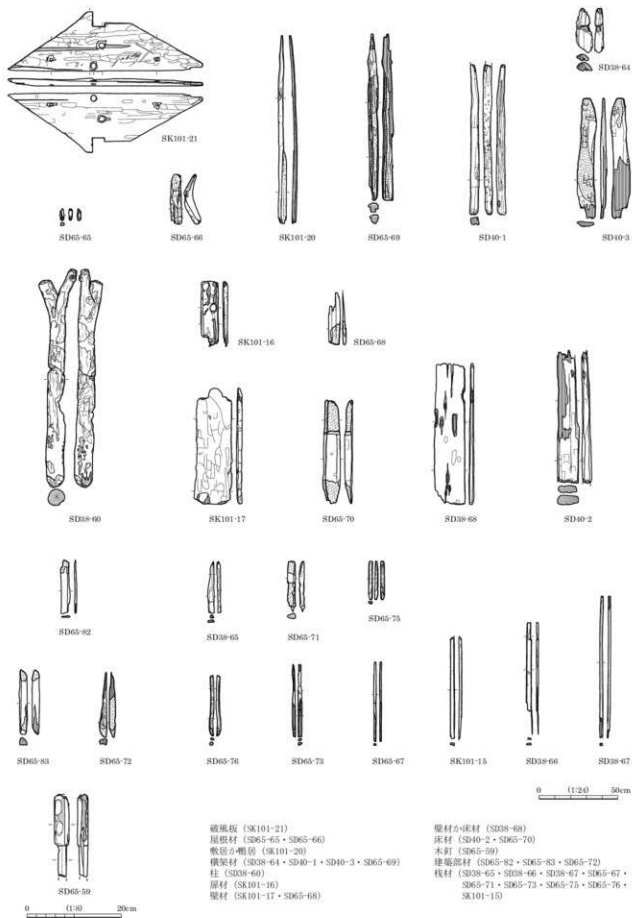 SK101-21
SD38-64
SD65-65
SD65-66
SK101-20
SD65-69
SD40-1
SD40-3
SK101-16
SD65-68
SD38-60
SK101-17
SD65-70
SD38-68
SD40-2
SD65-82
SD38-65
SD65-71
SD65-75
SD65-83
SD65-72
SD65-76
SD65-73
SD65-67
SK101-15
SD38-66
SD38-67
0 (1:24) 50cm
SD65-59
0 (1:8) 20cm
破風板 (SK101-21)
屋根材 (SD65-65・SD65-66)
敷居か鴨居 (SK101-20)
横架材 (SD38-64・SD40-1・SD40-3・SD65-69)
柱 (SD38-60)
扉材 (SK101-16)
壁材 (SK101-17・SD65-68)
壁材か床材 (SD38-68)
床材 (SD40-2・SD65-70)
木釘 (SD65-59)
建築部材 (SD65-82・SD65-83・SD65-72)
桟材 (SD38-65・SD38-66・SD38-67・SD65-67・
SD65-71・SD65-73・SD65-75・SD65-76・
SK101-15)